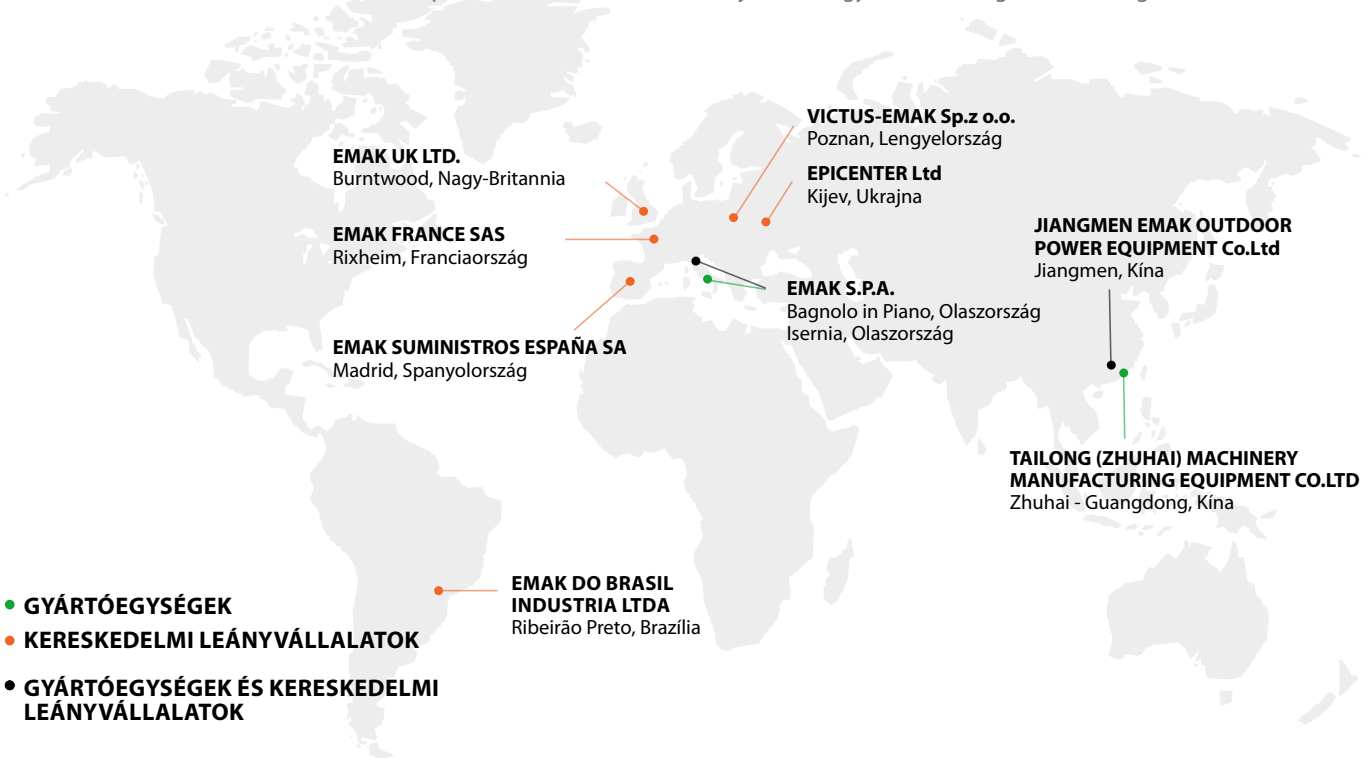 EMAK UK LTD.
Burntwood, Nagy-Britannia
EMAK FRANCE SAS
Rixheim, Franciaország
EMAK SUMINISTROS ESPAÑA SA
Madrid, Spanyolország
VICTUS-EMAK Sp.z o.o.
Poznan, Lengyelország
EPICENTER Ltd
Kijev, Ukrajna
EMAK S.P.A.
Bagnolo in Piano, Olaszország
Isernia, Olaszország
JIANGMEN EMAK OUTDOOR
POWER EQUIPMENT Co.Ltd
Jiangmen, Kína
TAILONG (ZHUHAI) MACHINERY
MANUFACTURING EQUIPMENT CO.LTD
Zhuhai - Guangdong, Kína
EMAK DO BRASIL
INDUSTRIA LTDA
Ribeirão Preto, Brazília
GYÁRTÓEGYSÉGEK
KERESKEDELMI LEÁNYVÁLLALATOK
GYÁRTÓEGYSÉGEK ÉS KERESKEDELMI
LEÁNYVÁLLALATOK